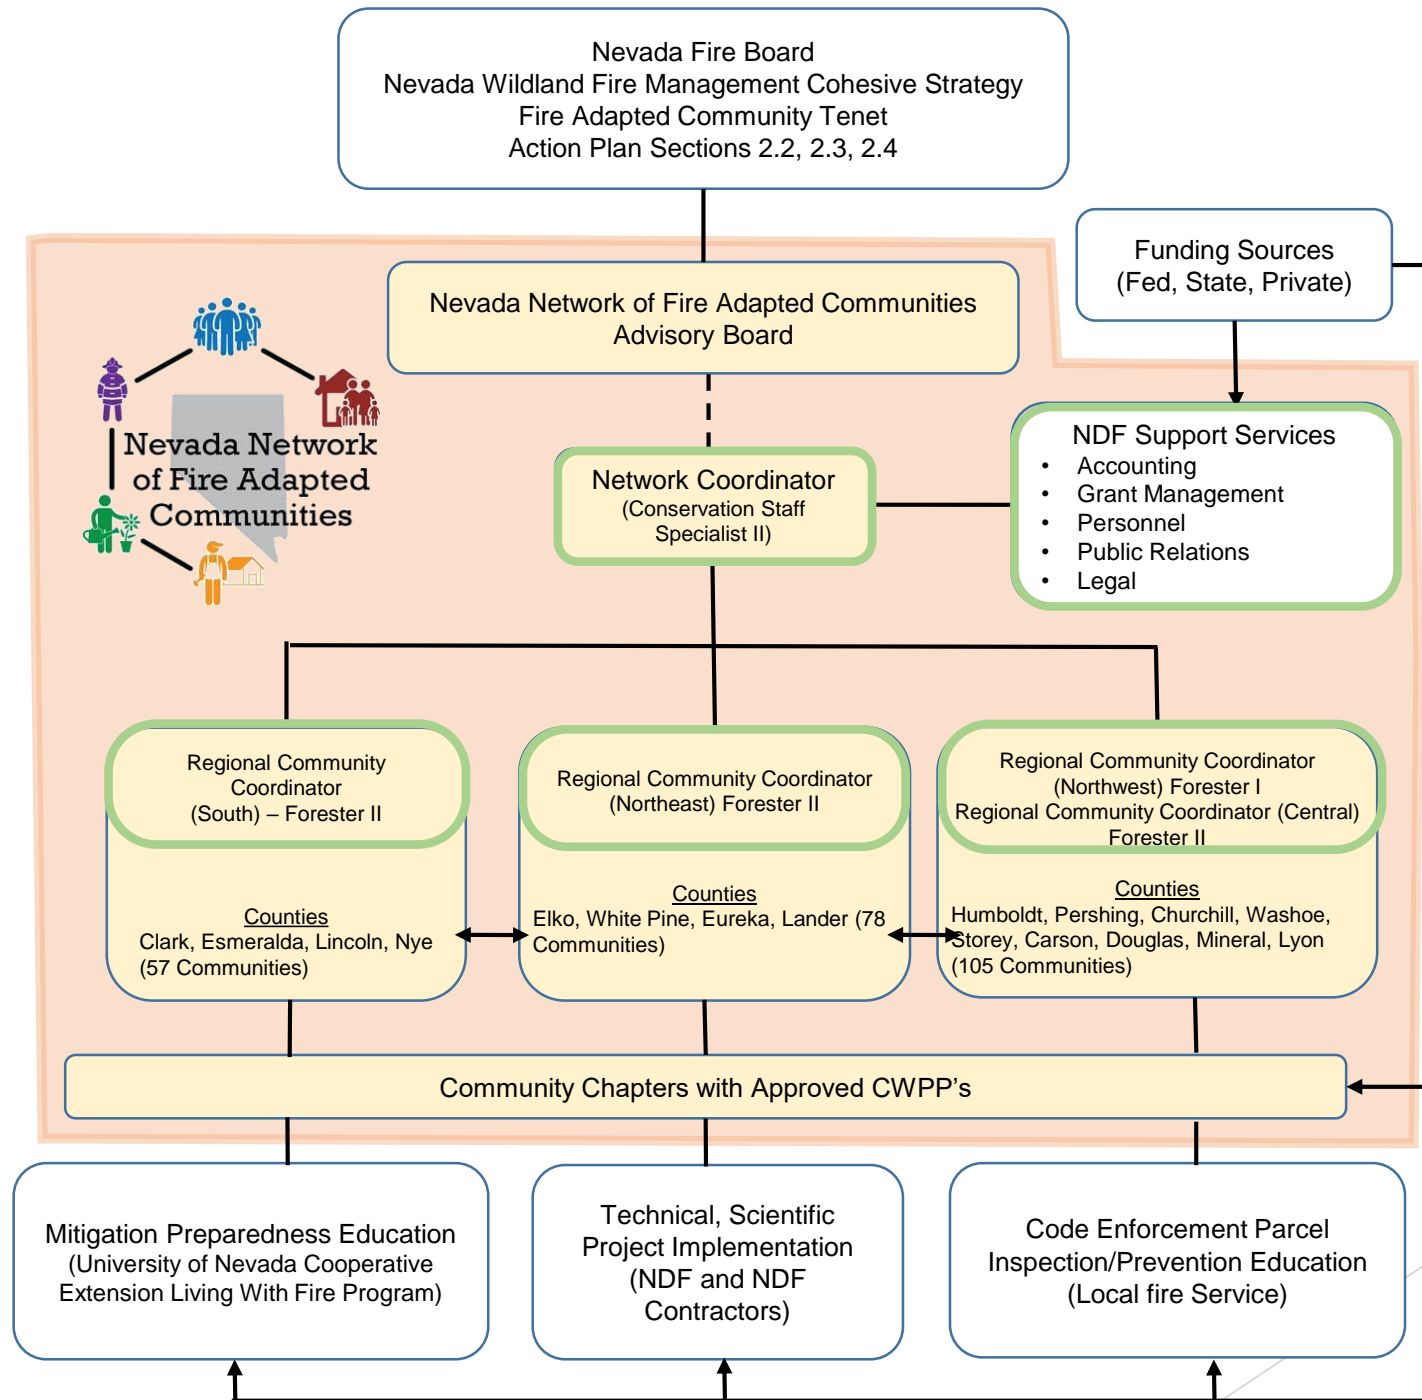 Nevada Fire Board
Nevada Wildland Fire Management Cohesive Strategy
Fire Adapted Community Tenet
Action Plan Sections 2.2, 2.3, 2.4
Funding Sources
(Fed, State, Private)
Nevada Network of Fire Adapted Communities
Advisory Board
Nevada Network
of Fire Adapted
Communities
Network Coordinator
(Conservation Staff
Specialist II)
NDF Support Services
• Accounting
• Grant Management
• Personnel
• Public Relations
• Legal
Regional Community
Coordinator
(South) – Forester II
Counties
Clark, Esmeralda, Lincoln, Nye
(57 Communities)
Regional Community Coordinator
(Northeast) Forester II
Counties
Elko, White Pine, Eureka, Lander (78
Communities)
Regional Community Coordinator
(Northwest) Forester I
Regional Community Coordinator (Central)
Forester II
Counties
Humboldt, Pershing, Churchill, Washoe,
Storey, Carson, Douglas, Mineral, Lyon
(105 Communities)
Community Chapters with Approved CWPP's
Mitigation Preparedness Education
(University of Nevada Cooperative
Extension Living With Fire Program)
Technical, Scientific
Project Implementation
(NDF and NDF
Contractors)
Code Enforcement Parcel
Inspection/Prevention Education
(Local fire Service)